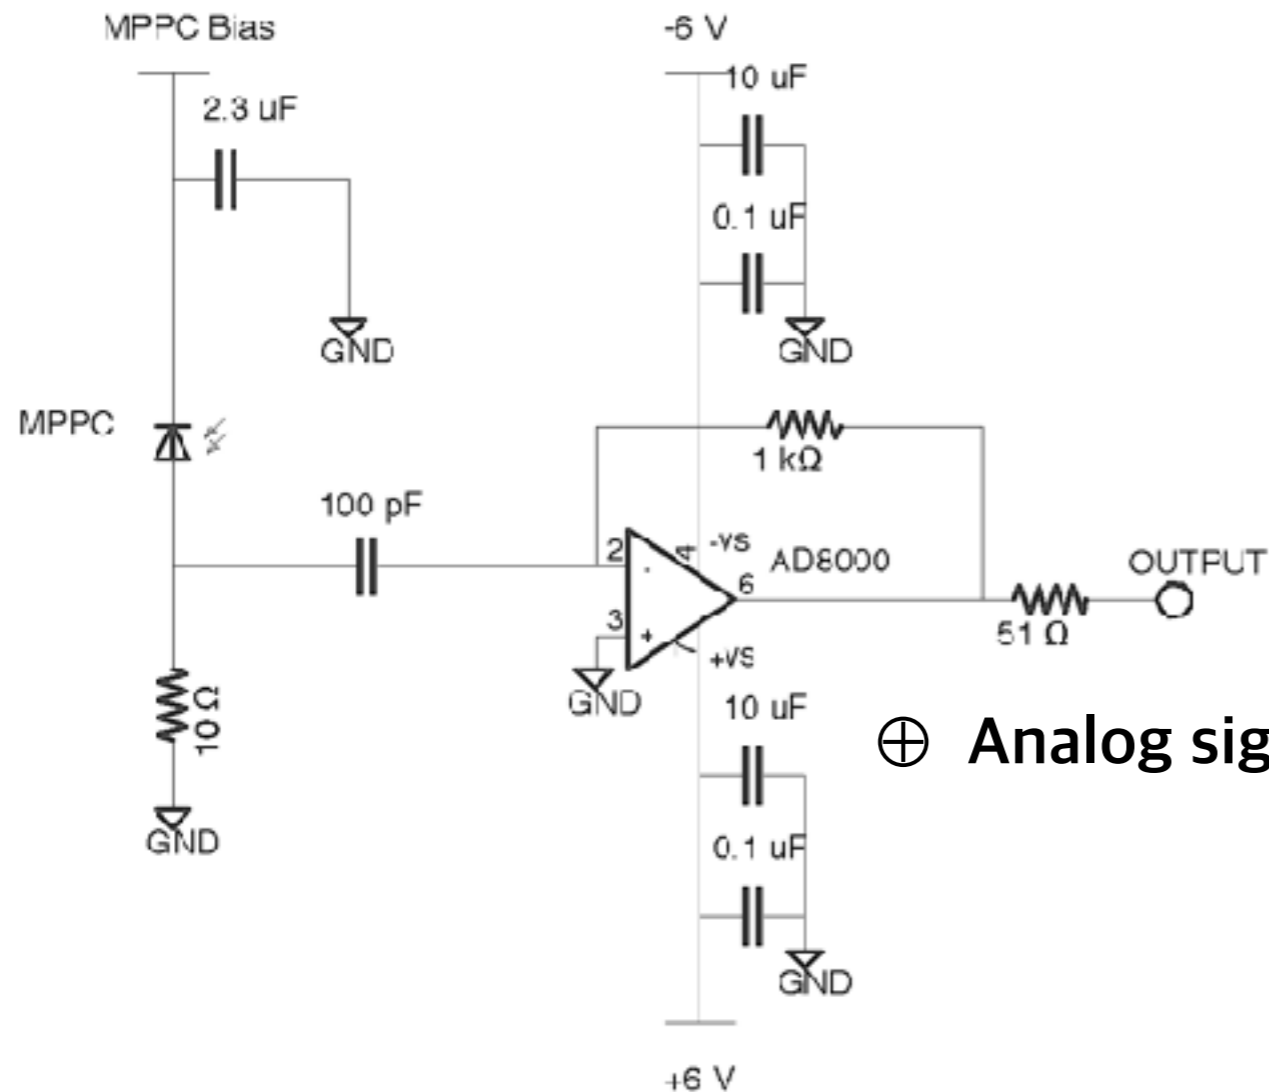 MPPC Bias
-6 V
10 uF
2.3 uF
0.1 uF
GND
GND
MPPC
1 kΩ
100 pF
2
4
-VS
AD8000
OUTPUT
6
3
+
51 Ω
+VS
GND
10 uF
10 Ω
⊕ Analog sig
GND
0.1 uF
GND
+6 V